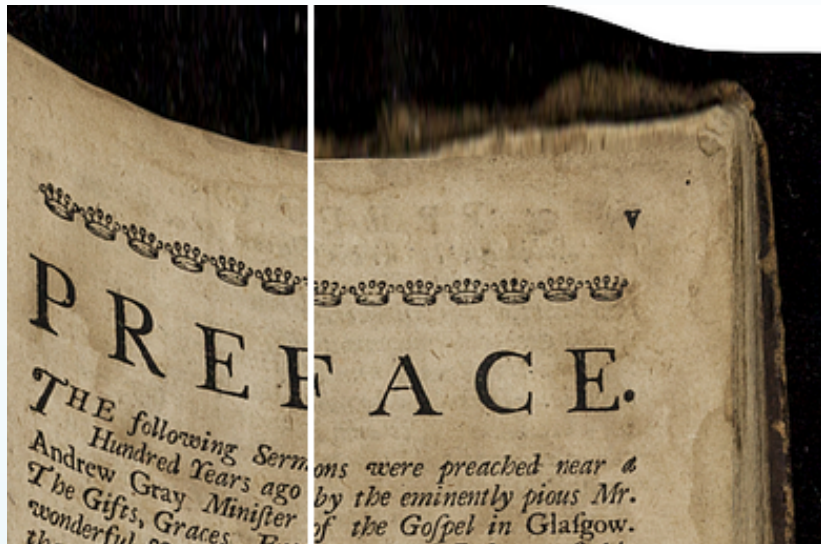 v
PREFACE.
THE following Sermons were preached near a
Hundred Years ago by the eminently pious Mr.
Andrew Gray Miniſter of the Goſpel in Glaſgow.
The Gifts, Graces,
wonderful